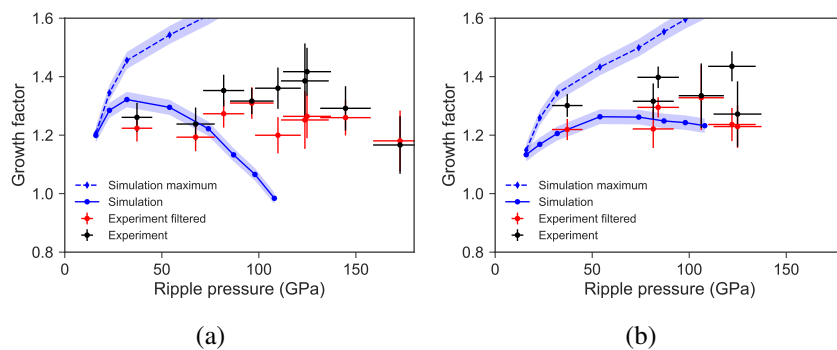 1.6
1.4
1.2
1.0
0.8
Growth factor
Simulation maximum
Simulation
Experiment filtered
Experiment
0 50 100 150
Ripple pressure (GPa)
(a)
1.6
1.4
1.2
1.0
0.8
Growth factor
Simulation maximum
Simulation
Experiment filtered
Experiment
0 50 100 150
Ripple pressure (GPa)
(b)